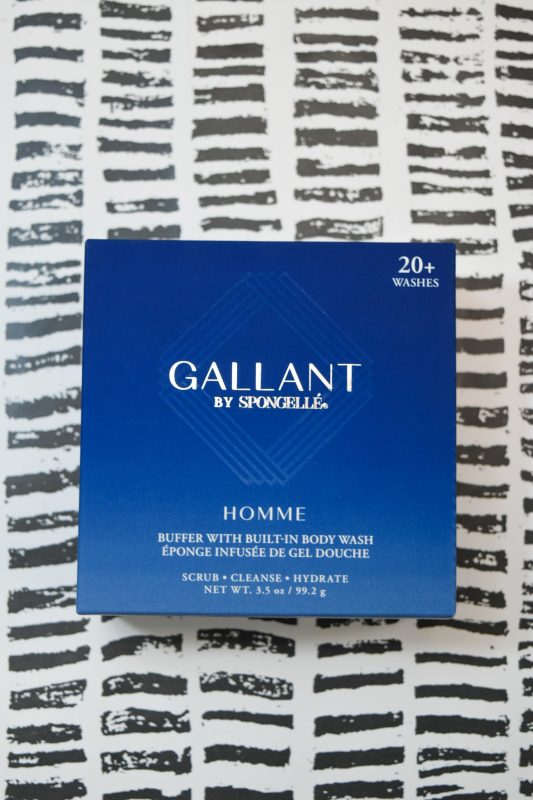 20+
WASHES
GALLANT
BY SPONGELLÉ®
HOMME
BUFFER WITH BUILT-IN BODY WASH
ÉPONGE INFUSÉE DE GEL DOUCHE
SCRUB • CLEANSE • HYDRATE
NET WT. 3.5 oz / 99.2 g